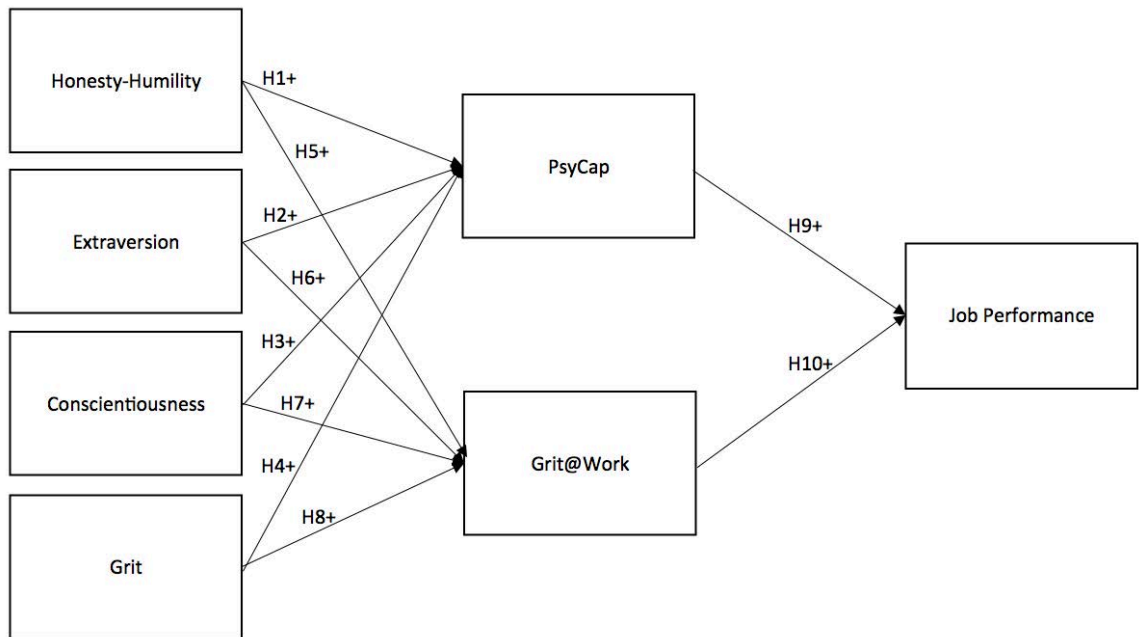 Honesty-Humility
H1+
H5+
PsyCap
Extraversion
H2+
H6+
H9+
Job Performance
Conscientiousness
H3+
H7+
H10+
H4+
Grit@Work
H8+
Grit